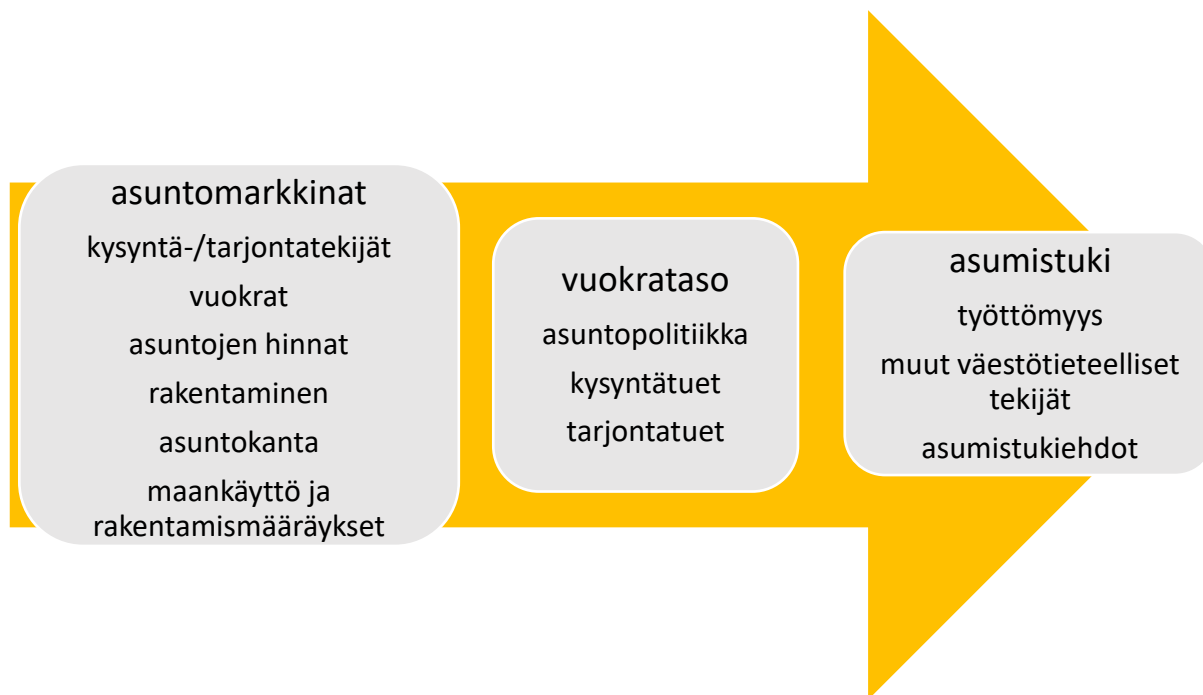 asuntomarkkinat
kysyntä-/tarjontatekijät
vuokrat
asuntojen hinnat
rakentaminen
asuntokanta
maankäyttö ja
rakentamismääräykset
vuokrataso
asuntopolitiikka
kysyntätuet
tarjontatuet
asumistuki
työttömyys
muut väestötieteelliset
tekijät
asumistukiehdot